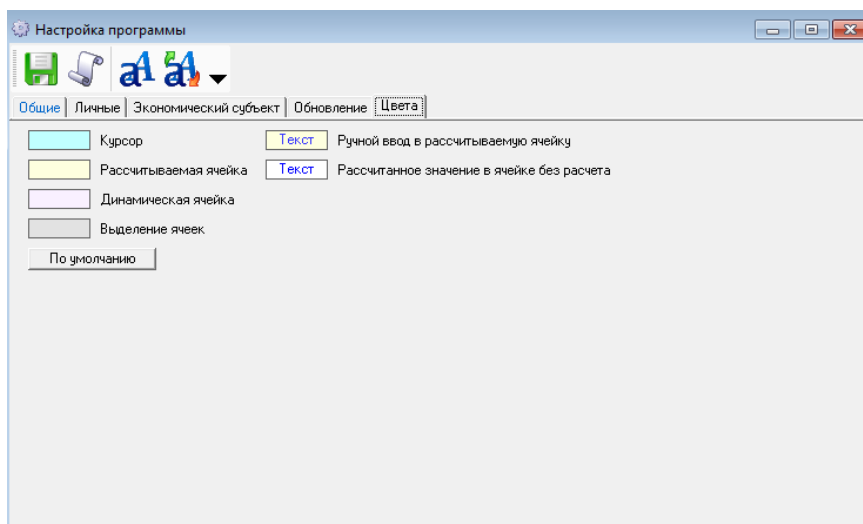 Настройка программы
Общие Личные Экономический субъект Обновление Цвета
Курсор Текст Ручной ввод в рассчитываемую ячейку
Рассчитываемая ячейка Текст Рассчитанное значение в ячейке без расчета
Динамическая ячейка
Выделение ячеек
По умолчанию